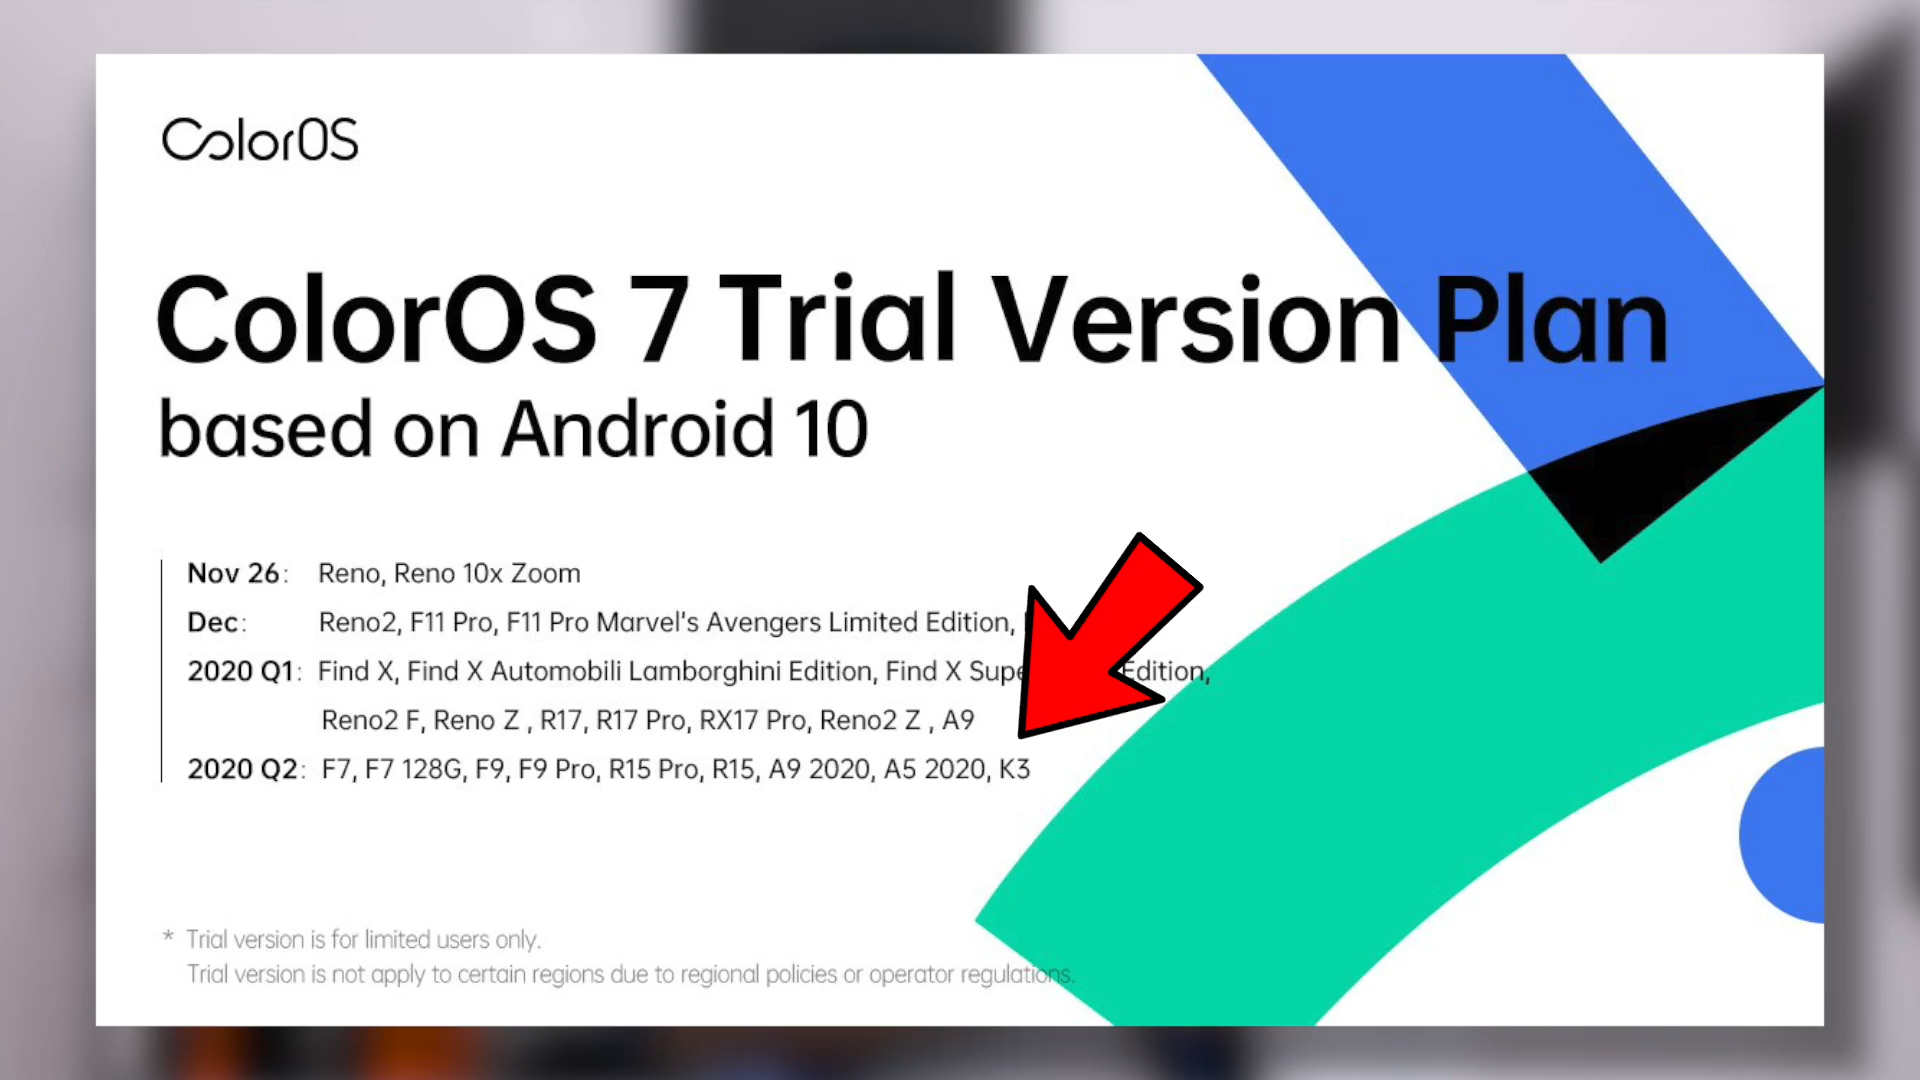 ColorOS
ColorOS 7 Trial Version Plan
based on Android 10
Nov 26: Reno, Reno 10x Zoom
Dec: Reno2, F11 Pro, F11 Pro Marvel's Avengers Limited Edition,
2020 Q1: Find X, Find X Automobili Lamborghini Edition, Find X Edition,
Reno2 F, Reno Z , R17, R17 Pro, RX17 Pro, Reno2 Z , A9
2020 Q2: F7, F7 128G, F9, F9 Pro, R15 Pro, R15, A9 2020, A5 2020, K3
* Trial version is for limited users only.
Trial version is not apply to certain regions due to regional policies or operator regulations.